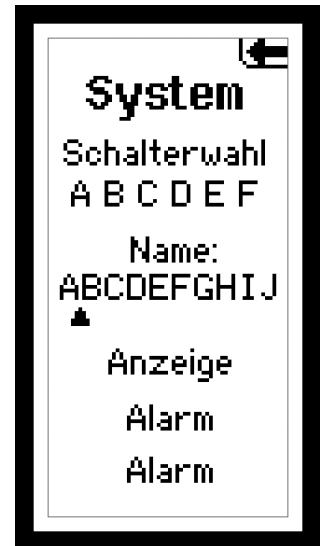 System
Schalterwahl
A B C D E F
Name:
ABCDEFGHIJ
Anzeige
Alarm
Alarm